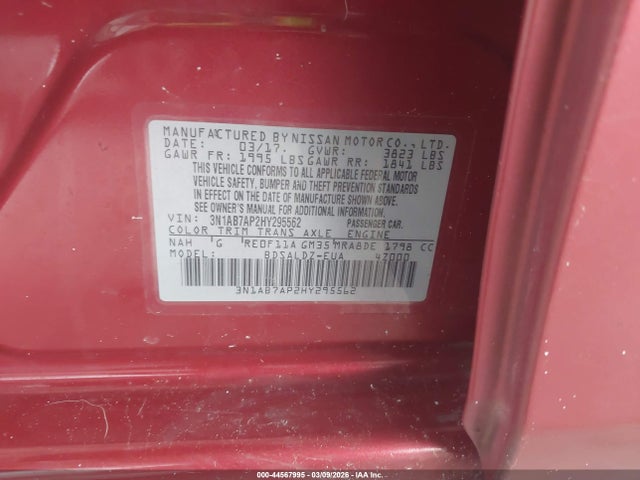 MANUFACTURED BY NISSAN MOTOR CO., LTD.
DATE: 03/17. GVWR: 3823 LBS
GAWR FR: 1995 LBS GAWR RR: 1841 LBS
THIS VEHICLE CONFORMS TO ALL APPLICABLE FEDERAL MOTOR
VEHICLE SAFETY, BUMPER AND THEFT PREVENTION STANDARDS
IN EFFECT ON THE DATE OF MANUFACTURE SHOWN ABOVE.
SEE OWNER'S MANUAL FOR ADDITIONAL INFORMATION.
VIN: 3N1AB7AP2HY295562 PASSENGER CAR.
COLOR TRIM TRANS AXLE ENGINE
NAH G RE0F11A GM35 MRA8DE 1798 CC
MODEL: BDSALDZ-EUA 47000
3N1AB7AP2HY295562
000-44567995 | 03/09/2026 | IAA Inc.